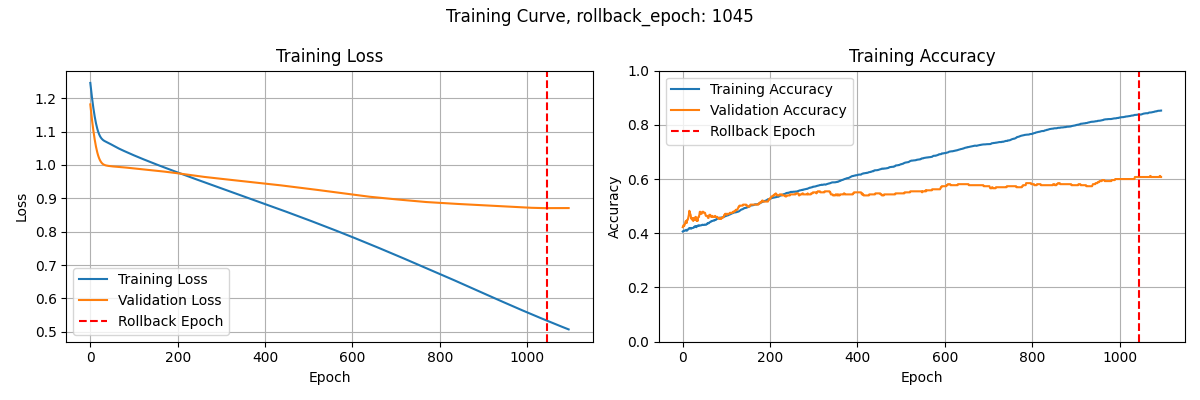 Training Curve, rollback_epoch: 1045
Training Loss
Loss
1.2
1.1
1.0
0.9
0.8
0.7
0.6
0.5
Training Loss
Validation Loss
Rollback Epoch
0 200 400 600 800 1000
Epoch
Training Accuracy
Accuracy
1.0
0.8
0.6
0.4
0.2
0.0
Training Accuracy
Validation Accuracy
Rollback Epoch
0 200 400 600 800 1000
Epoch